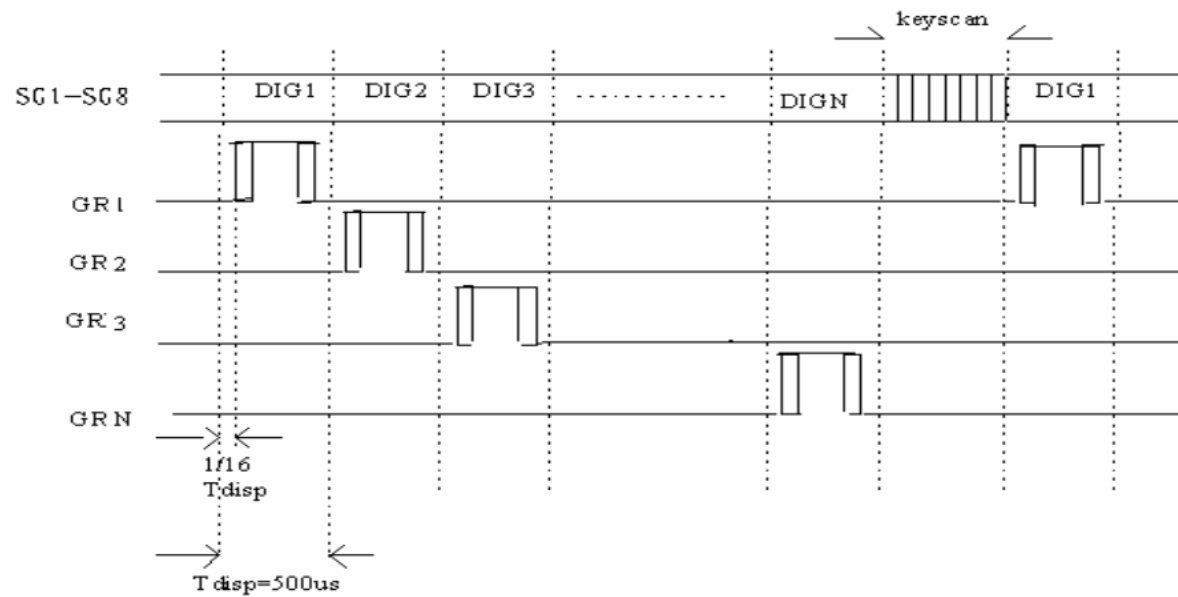 keyscan
SG1-SG8 DIG1 DIG2 DIG3 .............. DIGN DIG1
GR1
GR2
GR3
GRN
1/16
Tdisp
Tdisp=500us